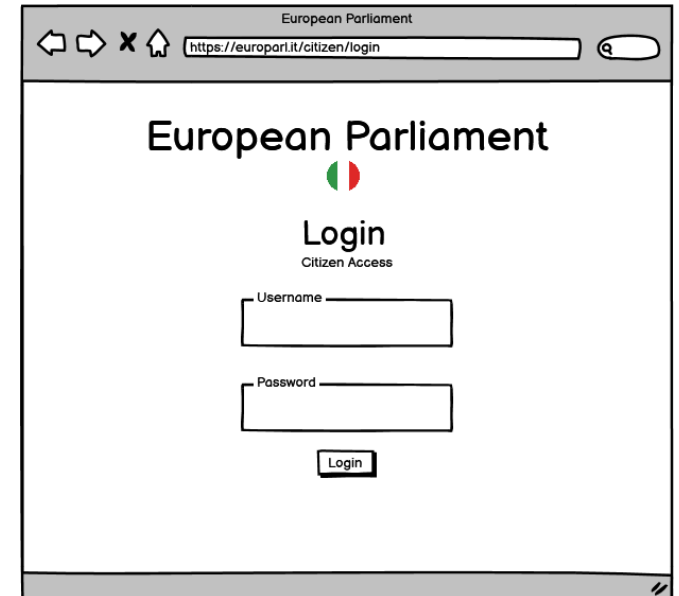 European Parliament
https://europarl.it/citizen/login
European Parliament
Login
Citizen Access
Username
Password
Login